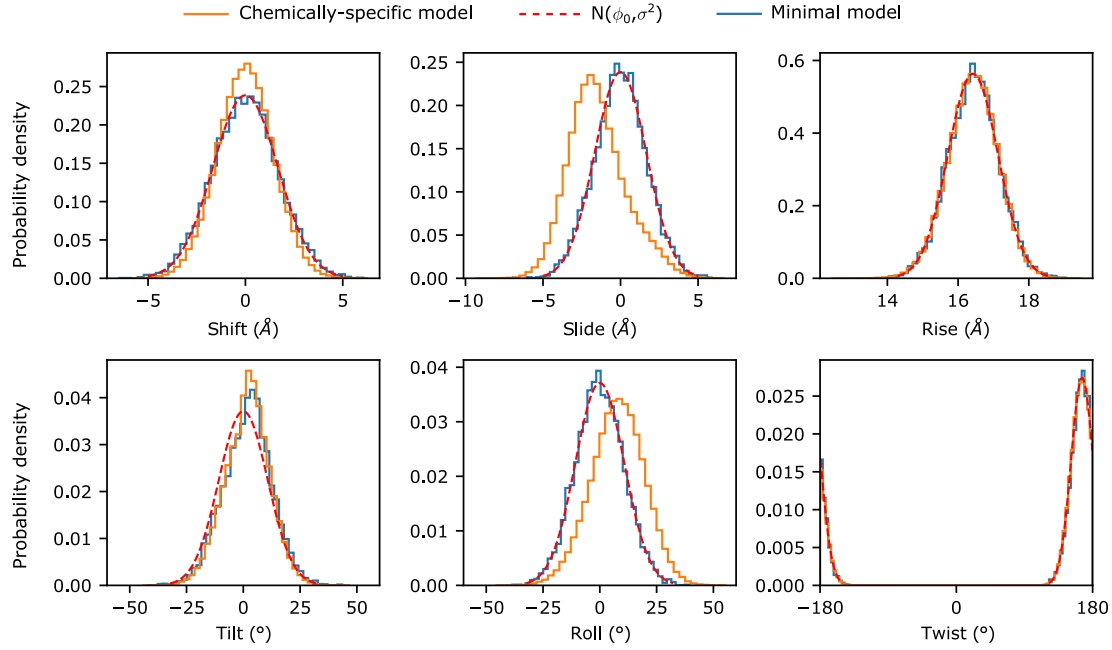 Chemically-specific model N(ϕ₀,σ²) Minimal model
Probability density
0.25
0.20
0.15
0.10
0.05
0.00
−5 0 5
Shift (Å)
0.25
0.20
0.15
0.10
0.05
0.00
−10 −5 0 5
Slide (Å)
0.6
0.4
0.2
0.0
14 16 18
Rise (Å)
Probability density
0.04
0.03
0.02
0.01
0.00
−50 −25 0 25 50
Tilt (°)
0.04
0.03
0.02
0.01
0.00
−50 −25 0 25 50
Roll (°)
0.025
0.020
0.015
0.010
0.005
0.000
−180 0 180
Twist (°)